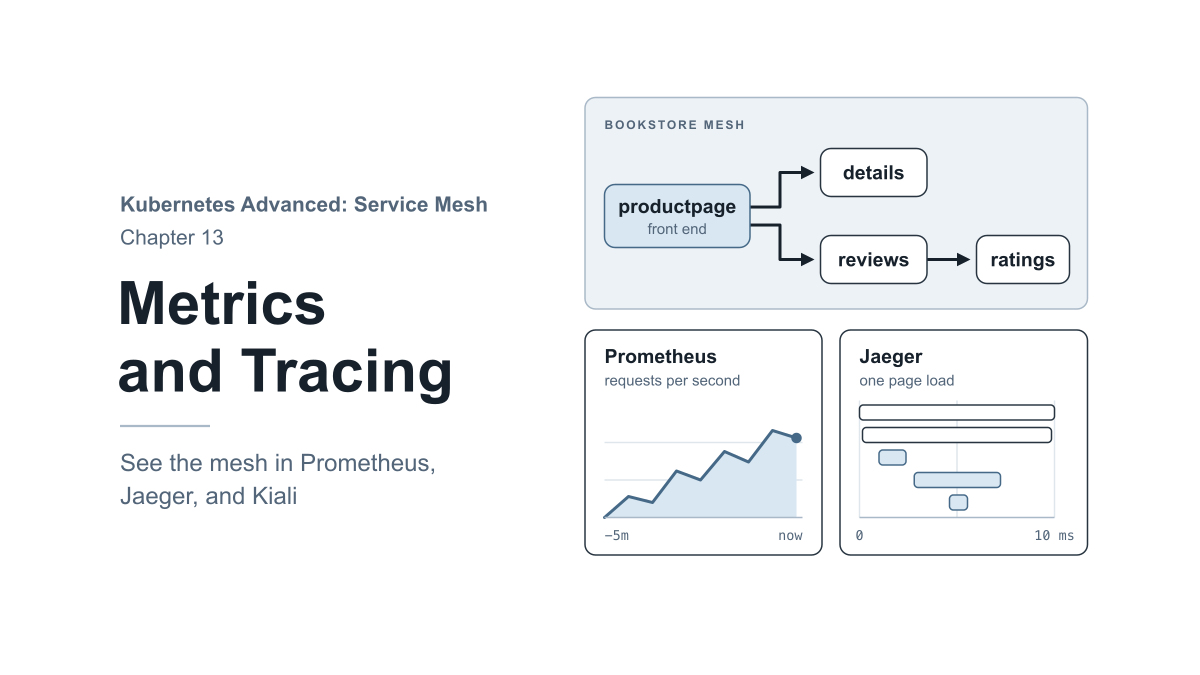 Kubernetes Advanced: Service Mesh
Chapter 13
Metrics
and Tracing
See the mesh in Prometheus,
Jaeger, and Kiali
BOOKSTORE MESH
productpage
front end
details
reviews
ratings
Prometheus
requests per second
−5m
now
Jaeger
one page load
0
10 ms